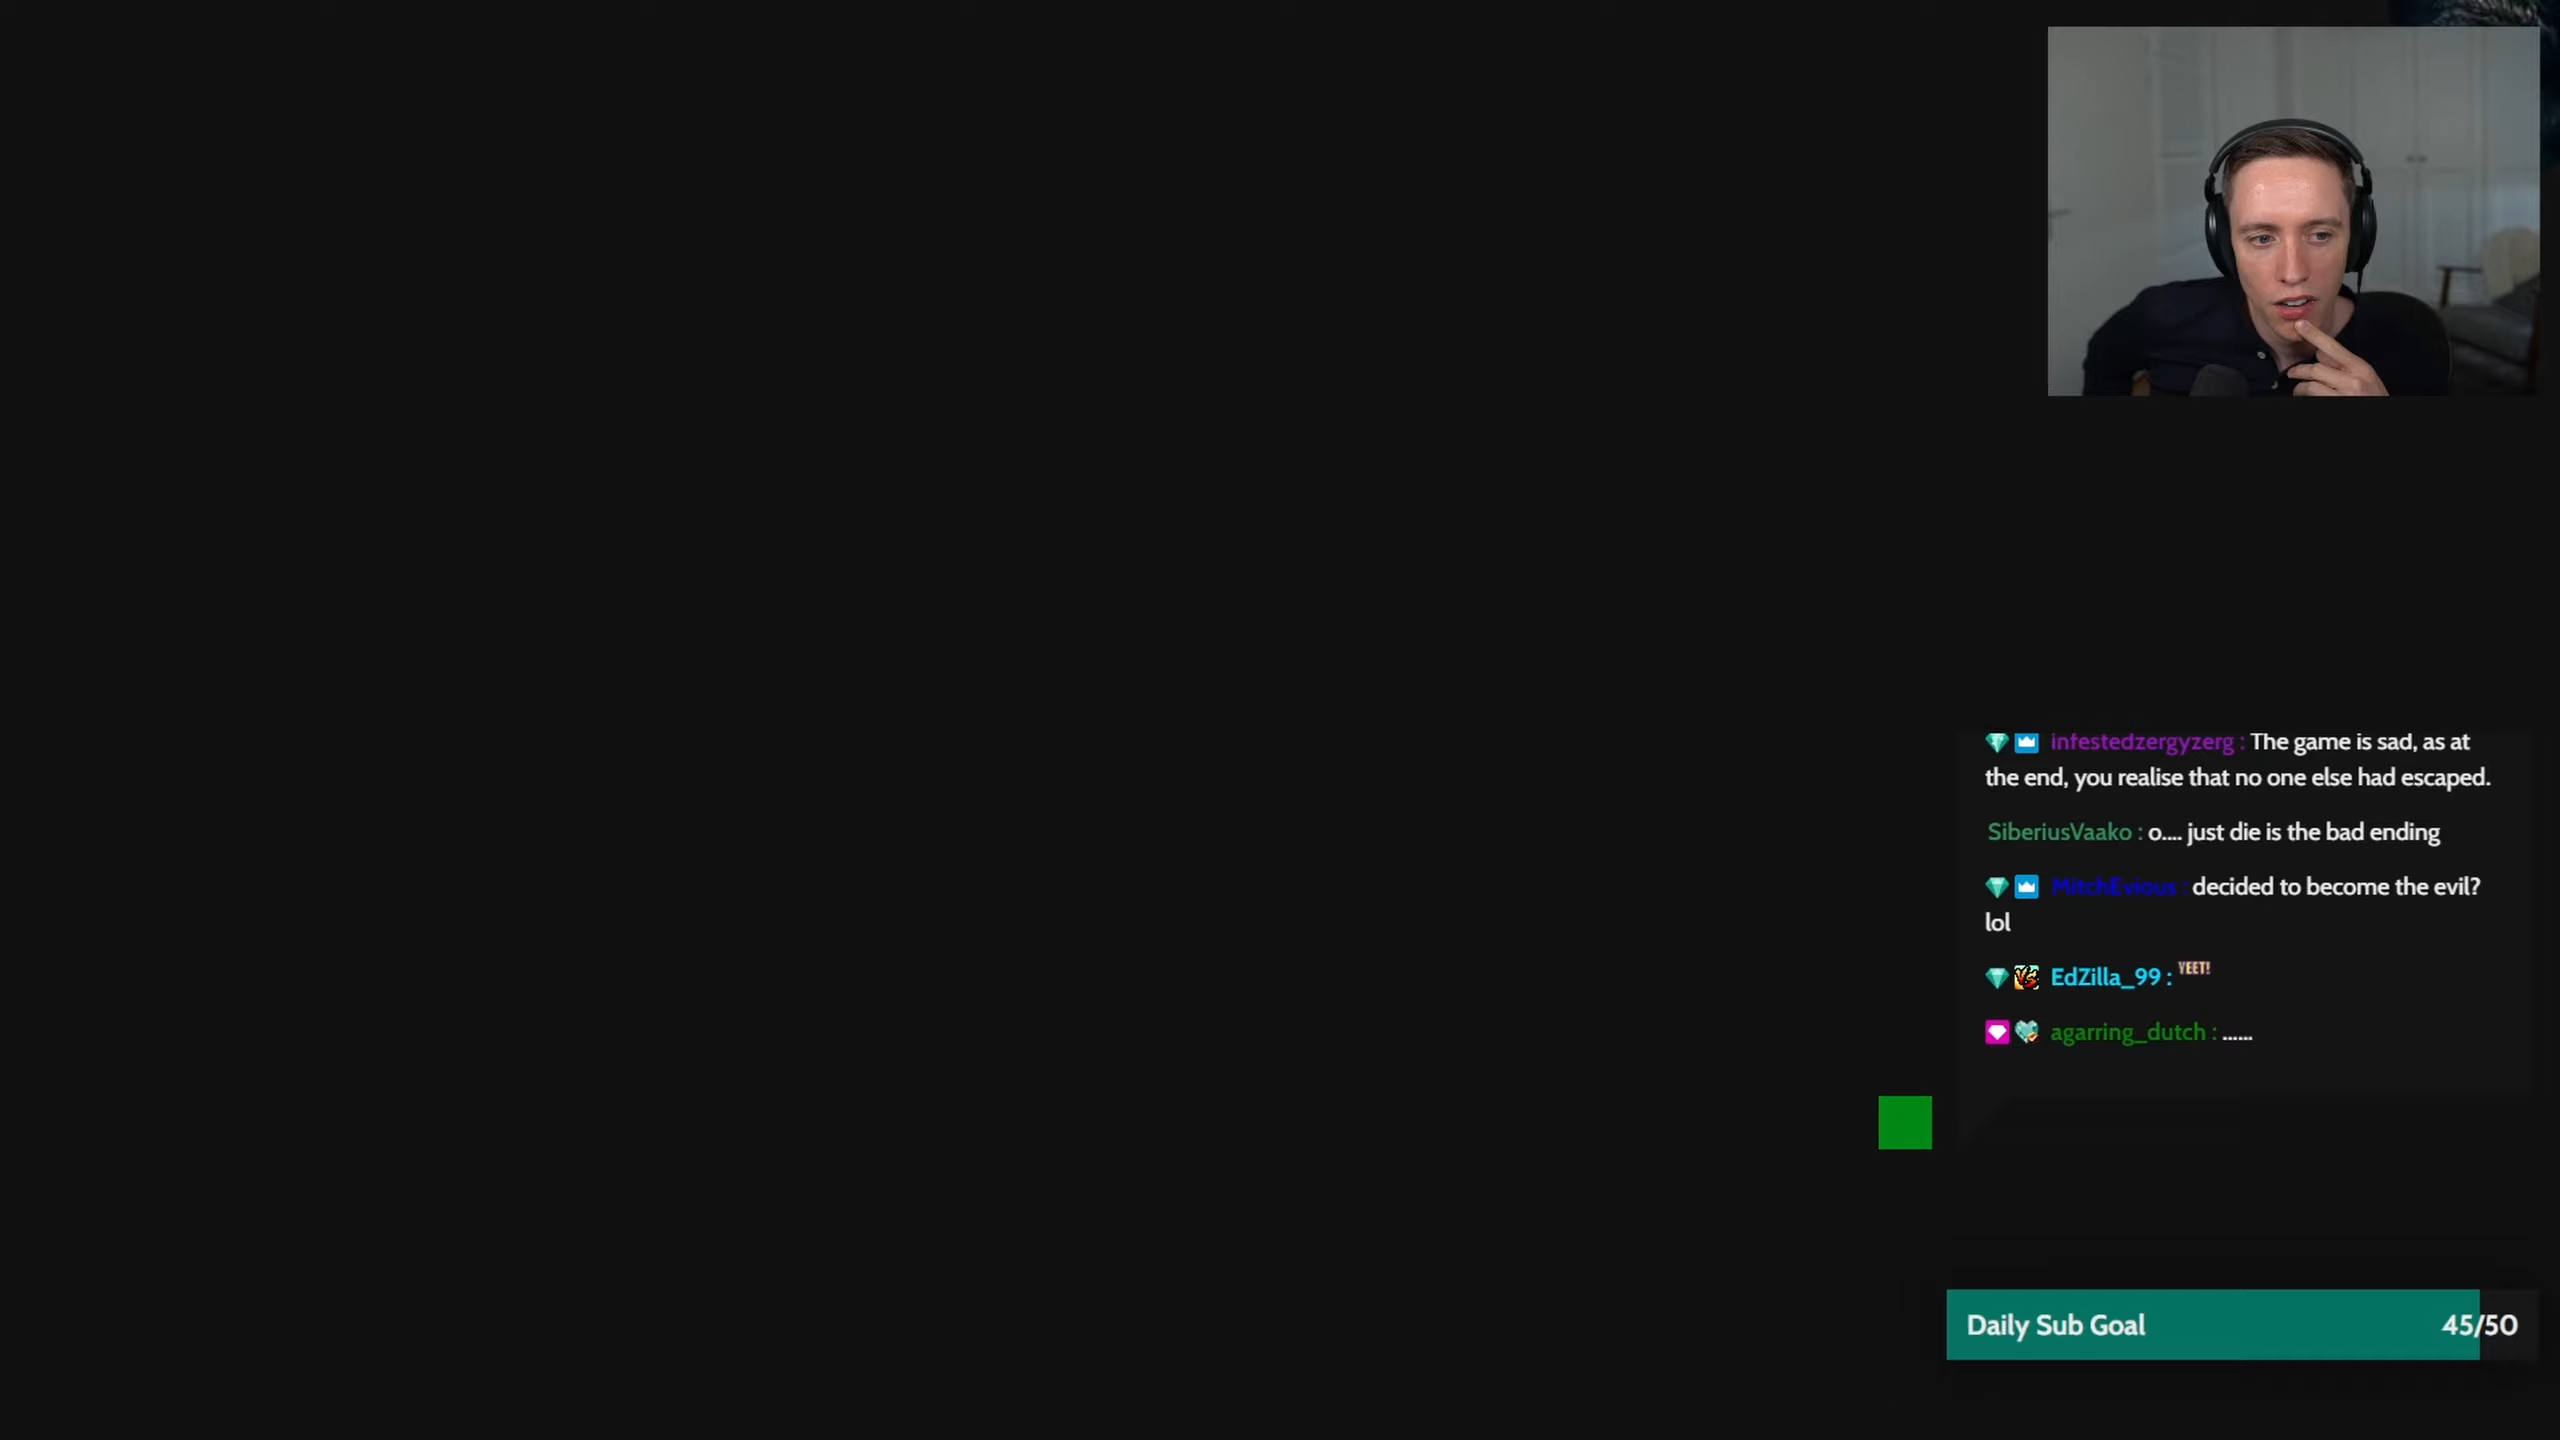 infestedzergyzerg : The game is sad, as at
the end, you realise that no one else had escaped.
SiberiusVaako : o.... just die is the bad ending
MitchEvious : decided to become the evil?
lol
EdZilla_99 : YEET!
agarring_dutch : ......
Daily Sub Goal 45/50